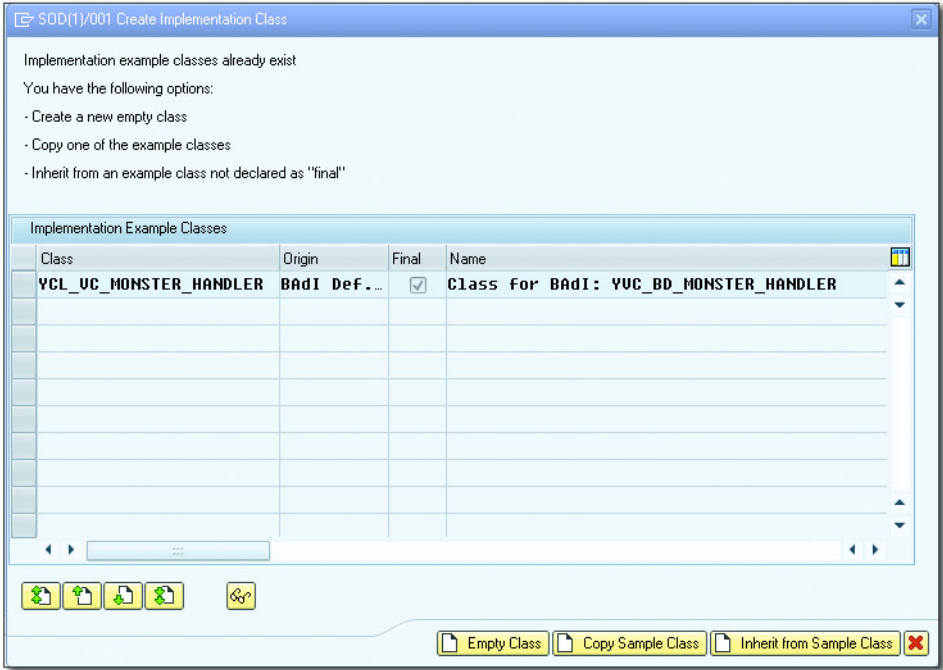 SOD(1)/001 Create Implementation Class
Implementation example classes already exist
You have the following options:
- Create a new empty class
- Copy one of the example classes
- Inherit from an example class not declared as "final"
Implementation Example Classes
Class Origin Final Name
YCL_VC_MONSTER_HANDLER BAdI Def... Class for BAdI: YVC_BD_MONSTER_HANDLER
Empty Class Copy Sample Class Inherit from Sample Class